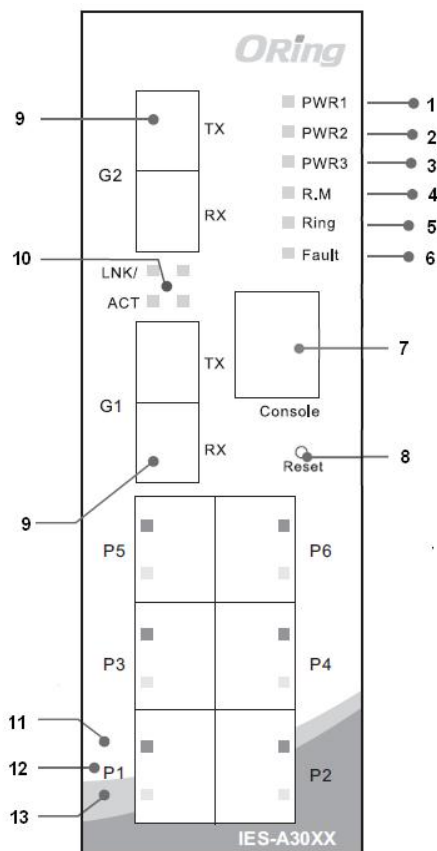 ORing
9
TX
PWR1
1
PWR2
2
G2
PWR3
3
RX
R.M
4
Ring
5
10
LNK/
Fault
6
ACT
TX
7
G1
Console
RX
8
Reset
9
P5
P6
P3
P4
11
12
P1
P2
13
IES-A30XX